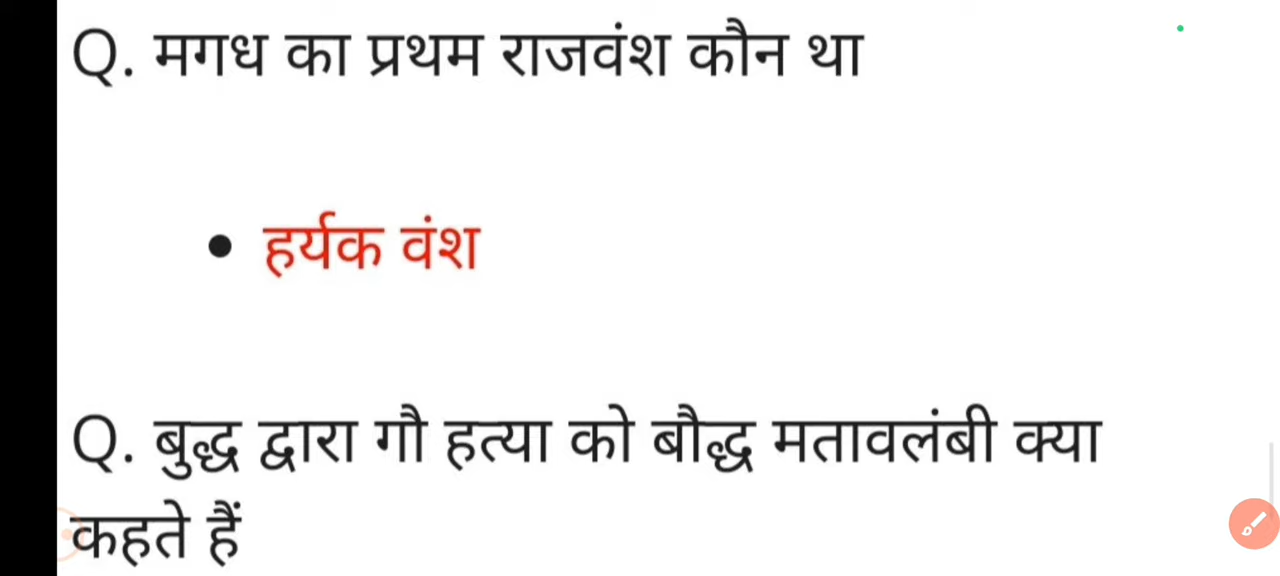 Q. मगध का प्रथम राजवंश कौन था
• हर्यक वंश
Q. बुद्ध द्वारा गौ हत्या को बौद्ध मतावलंबी क्या
कहते हैं